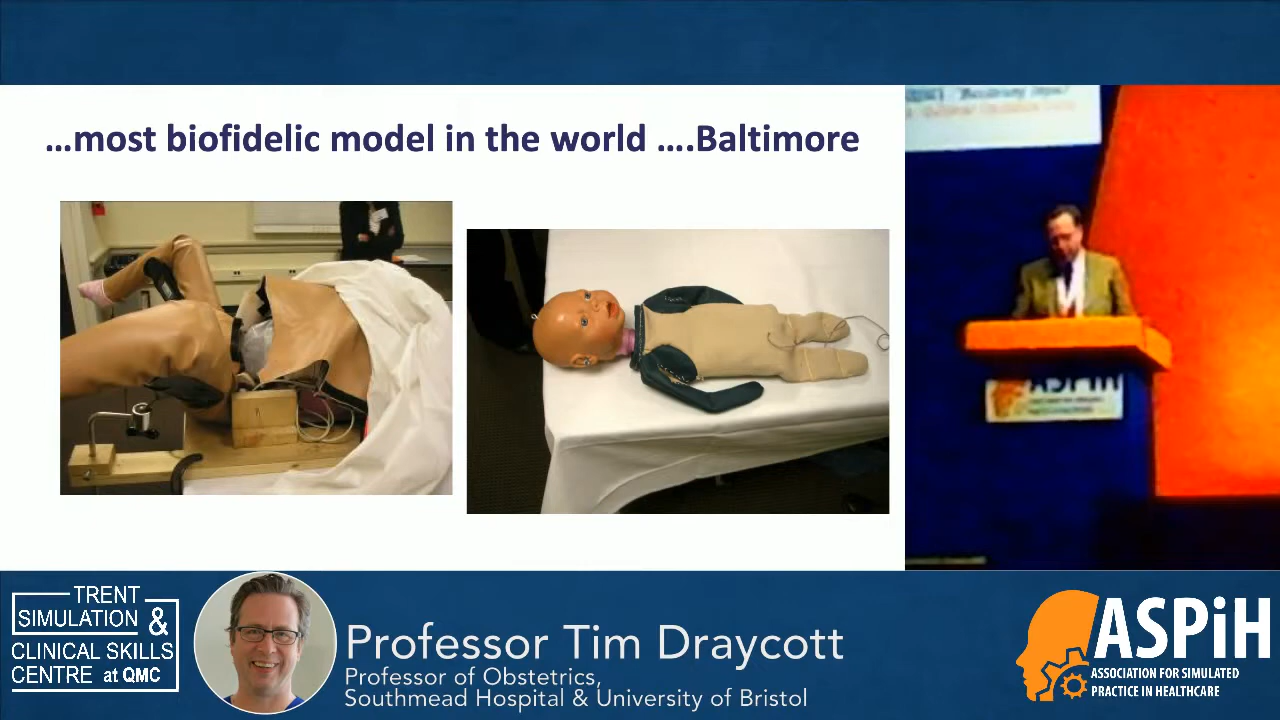 ...most biofidelic model in the world ....Baltimore
ASPiH
TRENT
SIMULATION &
CLINICAL SKILLS
CENTRE at QMC
Professor Tim Draycott
Professor of Obstetrics,
Southmead Hospital & University of Bristol
ASPiH
ASSOCIATION FOR SIMULATED
PRACTICE IN HEALTHCARE